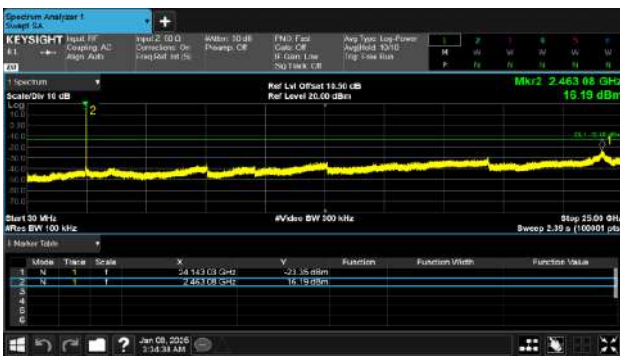 Spectrum Analyzer 1
Swept SA
KEYSIGHT
Input: RF
Coupling: AC
Align: Auto
Input Z: 50 Ω
Corrections: On
Freq Ref: Int (S)
#Atten: 30 dB
Preamp: Off
PNO: Fast
Gate: Off
IF Gain: Low
Sig Track: Off
Avg Type: Log-Power
Avg|Hold: 10/10
Trig: Free Run
1 Spectrum
Scale/Div 10 dB
Log
Ref Lvl Offset 10.50 dB
Ref Level 20.00 dBm
Mkr2 2.463 08 GHz
16.19 dBm
2
1
Start 30 MHz
#Res BW 100 kHz
#Video BW 300 kHz
Stop 25.00 GHz
Sweep 2.39 s (100001 pts)
Marker Table
Mode Trace Scale X Y Function Function Width Function Value
1 N 1 f 24.143 03 GHz -23.35 dBm
2 N 1 f 2.463 08 GHz 16.19 dBm
3
4
5
6
?
Jan 08, 2026